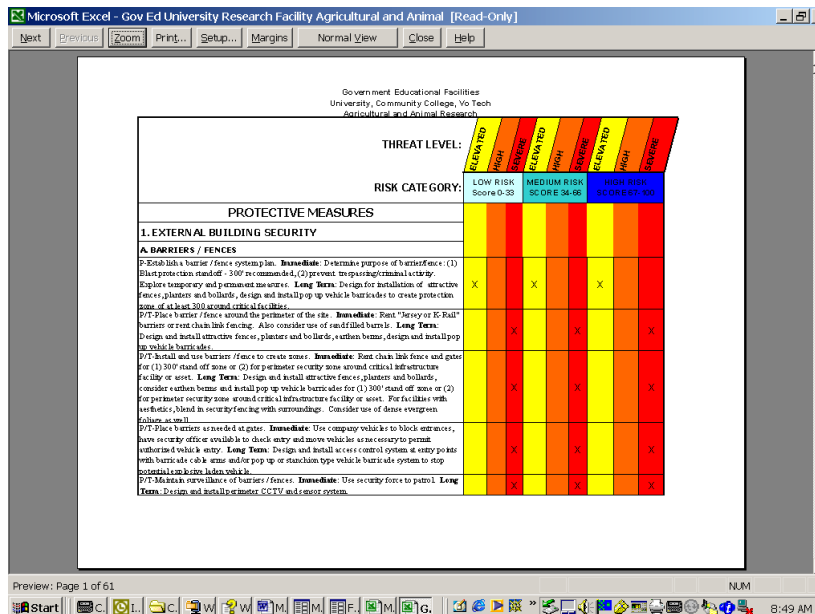 Microsoft Excel - Gov Ed University Research Facility Agricultural and Animal [Read-Only]
Next Previous Zoom Print... Setup... Margins Normal View Close Help
Government Educational Facilities
University, Community College, Vo Tech
Agricultural and Animal Research
THREAT LEVEL:
ELEVATED HIGH SEVERE ELEVATED HIGH SEVERE ELEVATED HIGH SEVERE
RISK CATEGORY:
LOW RISK MEDIUM RISK HIGH RISK
Score 0-33 SCORE 34-66 SCORE 67-100
PROTECTIVE MEASURES
1. EXTERNAL BUILDING SECURITY
A. BARRIERS / FENCES
P-Establish a barrier / fence system plan. Immediate: Determine purpose of barrier/fence: (1)
Blast protection standoff - 300' recommended, (2) prevent trespassing/criminal activity.
Explore temporary and permanent measures. Long Term: Design for installation of attractive
fences, planters and bollards, design and install pop up vehicle barricades to create protection
zone of at least 300 around critical facilities.
X X X
P/T-Place barrier / fence around the perimeter of the site. Immediate: Rent "Jersey or K-Rail"
barriers or rent chain link fencing. Also consider use of sand filled barrels. Long Term:
Design and install attractive fences, planters and bollards, earthen berms, design and install pop
up vehicle barricades.
X X X
P/T-Install and use barriers / fence to create zones. Immediate: Rent chain link fence and gates
for (1) 300' stand off zone or (2) for perimeter security zone around critical infrastructure
facility or asset. Long Term: Design and install attractive fences, planters and bollards,
consider earthen berms and install pop up vehicle barricades for (1) 300' stand off zone or (2)
for perimeter security zone around critical infrastructure facility or asset. For facilities with
aesthetics, blend in security fencing with surroundings. Consider use of dense evergreen
foliage as well.
X X X
P/T-Place barriers as needed at gates. Immediate: Use company vehicles to block entrances,
have security officer available to check entry and move vehicles as necessary to permit
authorized vehicle entry. Long Term: Design and install access control system at entry points
with barricade cable arms and/or pop up or stanchion type vehicle barricade system to stop
potential explosive laden vehicle.
X X X
P/T-Maintain surveillance of barriers / fences. Immediate: Use security force to patrol. Long
Term: Design and install perimeter CCTV and sensor system.
X X X
Preview: Page 1 of 61 NUM
Start C. I.. C. W W M. M. F.. M. G. » 8:49 AM